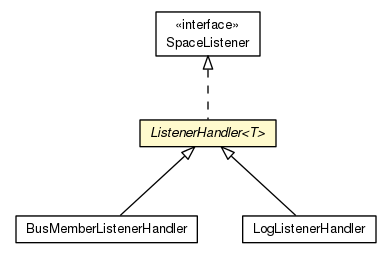 «interface»
SpaceListener
ListenerHandler<T>
BusMemberListenerHandler
LogListenerHandler